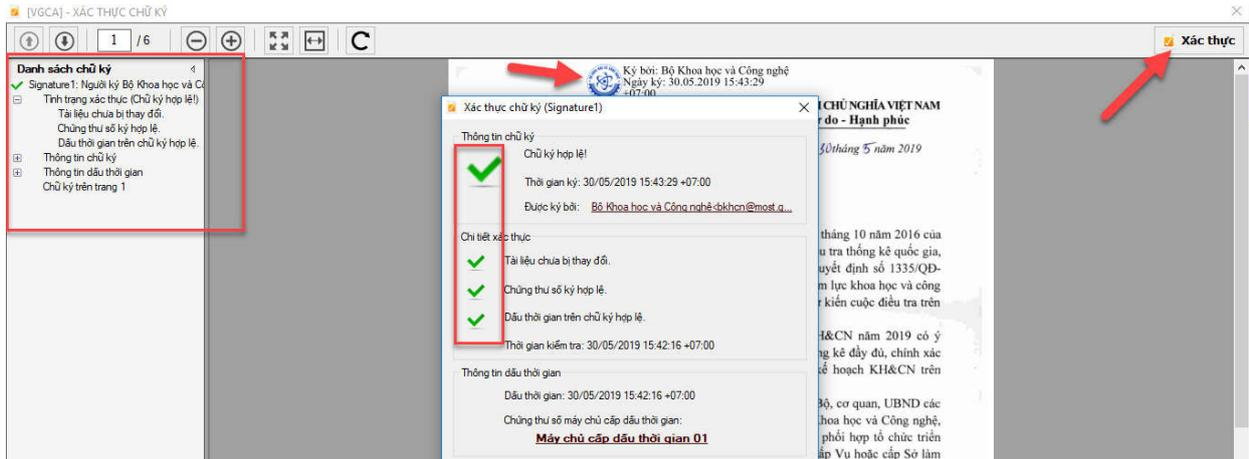 [VGCA] - XÁC THỰC CHỮ KÝ
1 /6
Xác thực
Danh sách chữ ký
Signature1: Người ký Bộ Khoa học và Cô
Tình trạng xác thực (Chữ ký hợp lệ!)
Tài liệu chưa bị thay đổi.
Chứng thư số ký hợp lệ.
Dấu thời gian trên chữ ký hợp lệ.
Thông tin chữ ký
Thông tin dấu thời gian
Chữ ký trên trang 1
Ký bởi: Bộ Khoa học và Công nghệ
Ngày ký: 30.05.2019 15:43:29
+07:00
Xác thực chữ ký (Signature1)
Thông tin chữ ký
Chữ ký hợp lệ!
Thời gian ký: 30/05/2019 15:43:29 +07:00
Được ký bởi: Bộ Khoa học và Công nghệ<bkhcn@most.g...
Chi tiết xác thực
Tài liệu chưa bị thay đổi.
Chứng thư số ký hợp lệ.
Dấu thời gian trên chữ ký hợp lệ.
Thời gian kiểm tra: 30/05/2019 15:42:16 +07:00
Thông tin dấu thời gian
Dấu thời gian: 30/05/2019 15:42:16 +07:00
Chứng thư số máy chủ cấp dấu thời gian:
Máy chủ cấp dấu thời gian 01
CHỦ NGHĨA VIỆT NAM
do - Hạnh phúc
30tháng 5 năm 2019
tháng 10 năm 2016 của
tra thống kê quốc gia,
định số 1335/QĐ-
lực khoa học và công
kiến cuộc điều tra trên
H&CN năm 2019 có ý
kê đầy đủ, chính xác
hoạch KH&CN trên
Bộ, cơ quan, UBND các
học và Công nghệ,
phối hợp tổ chức triển
Vụ hoặc cấp Sở làm